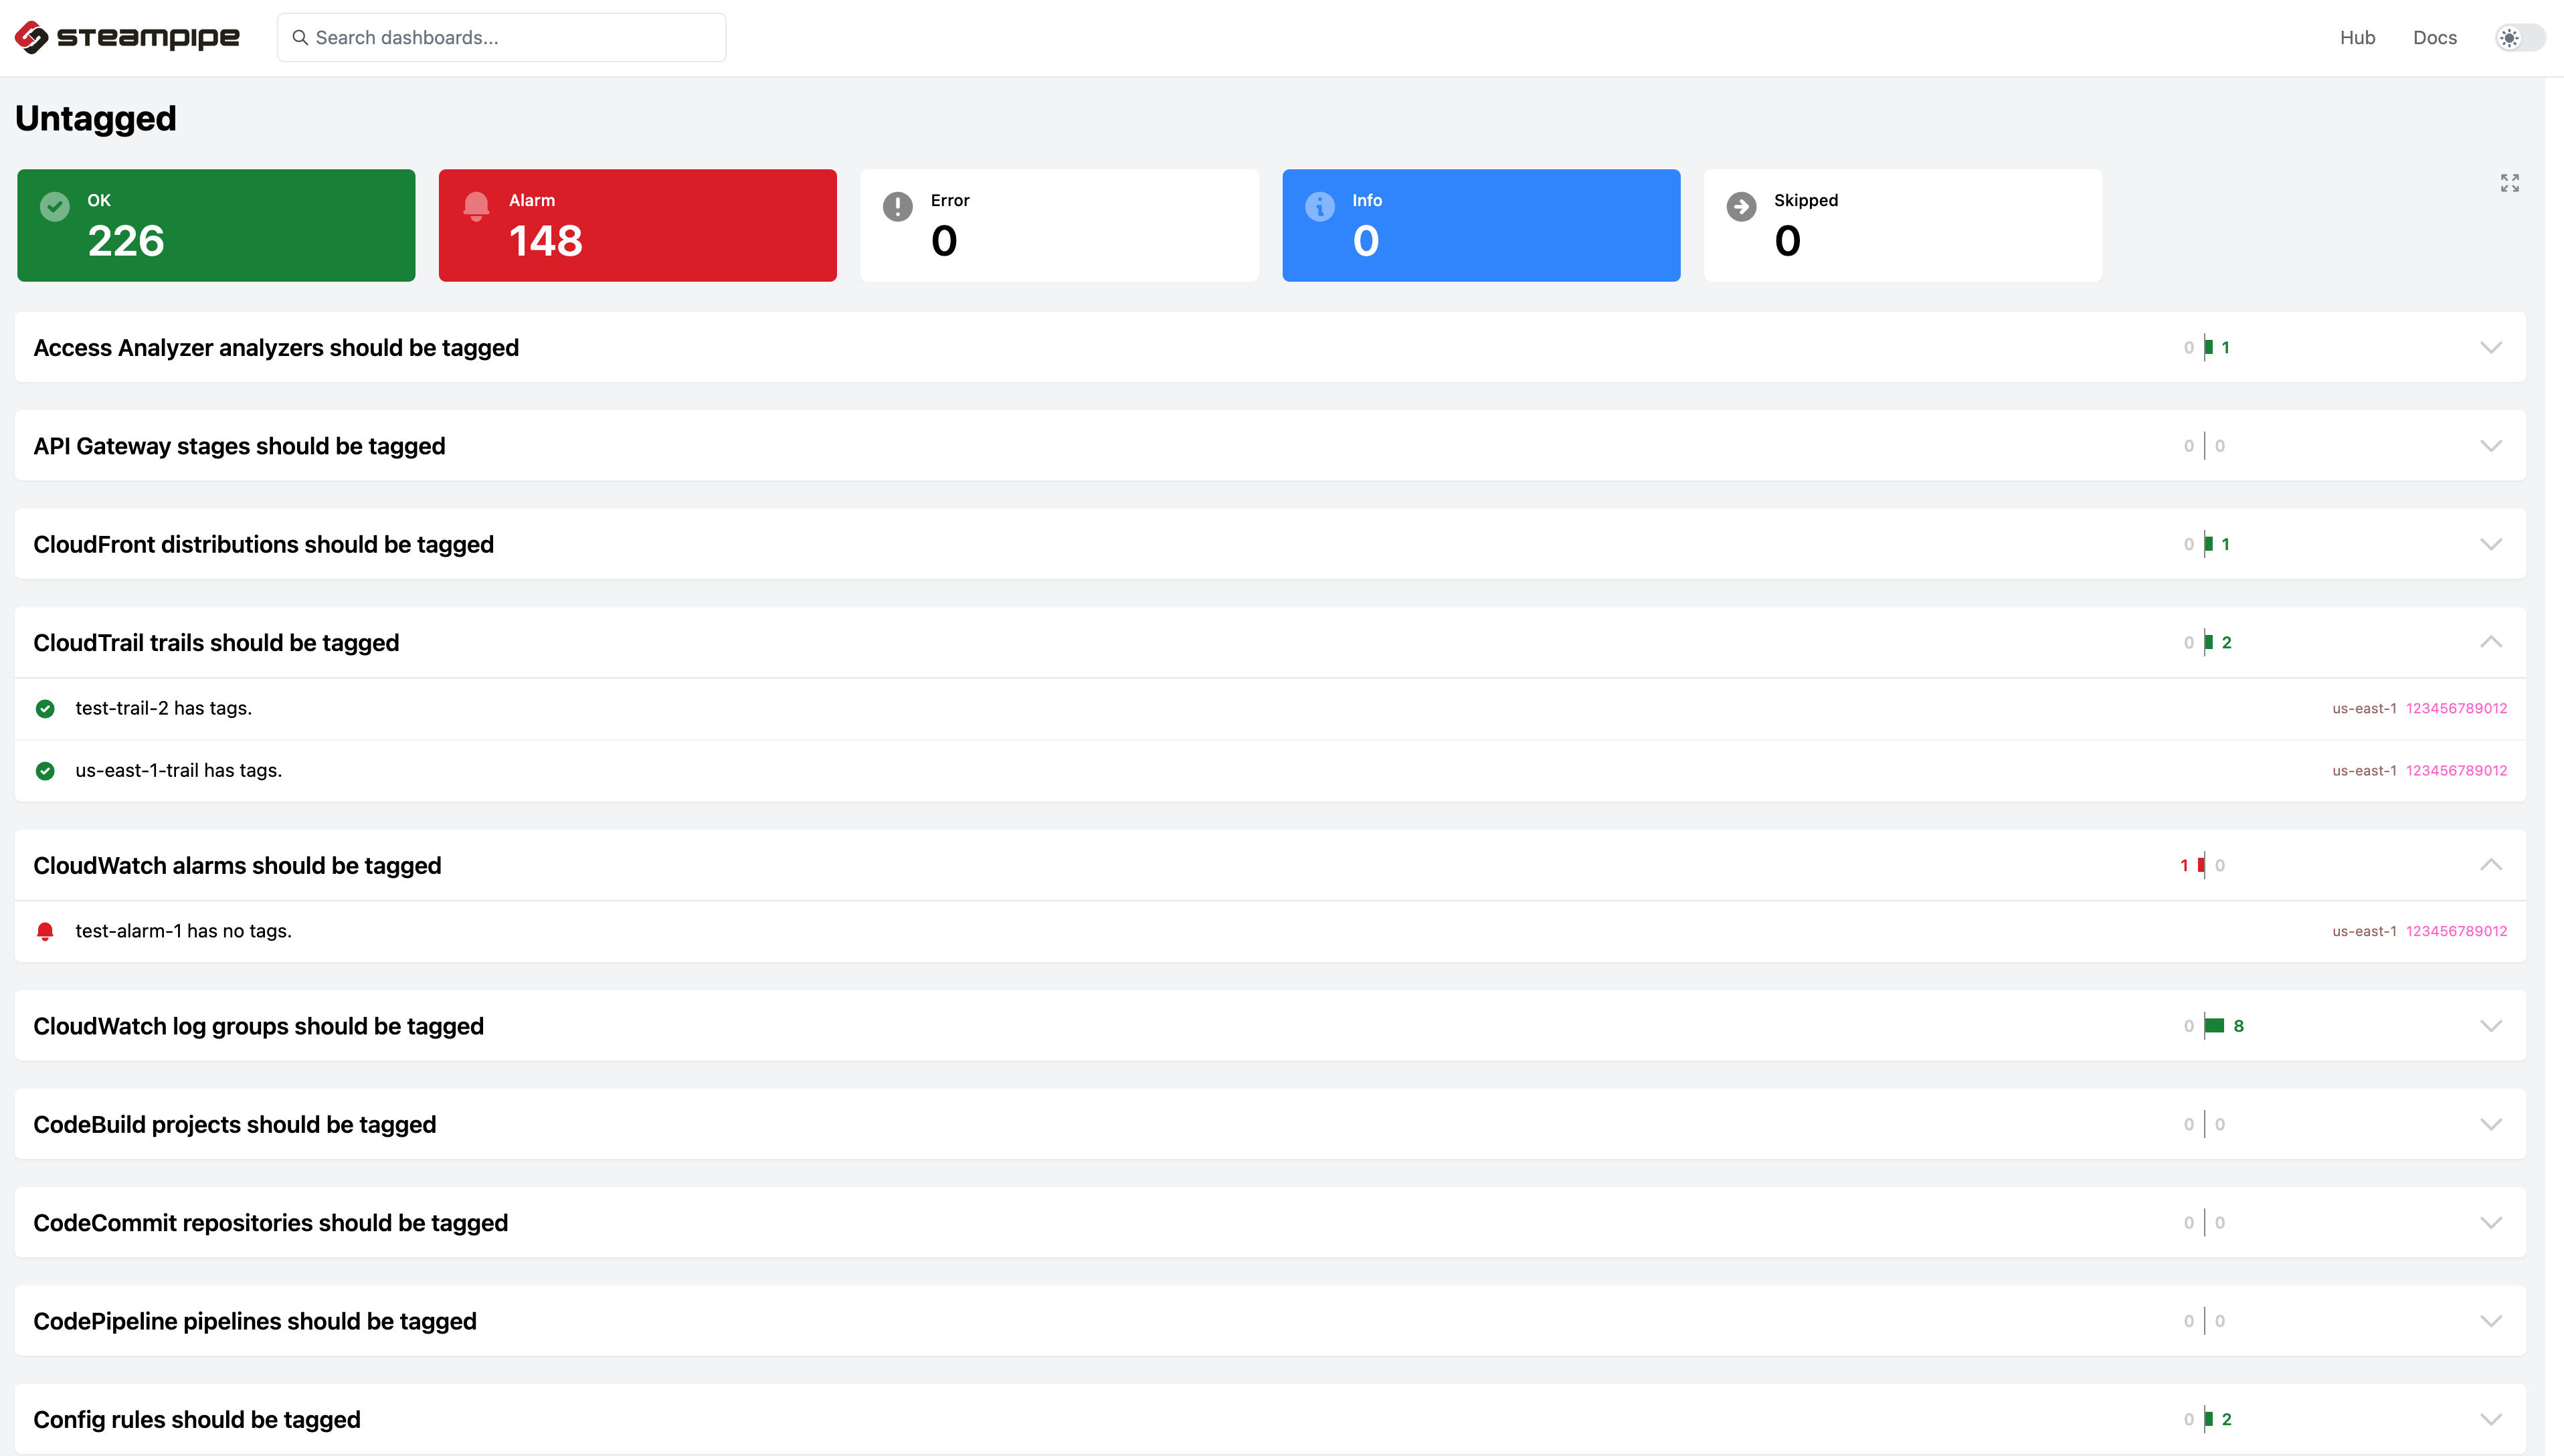 steampipe
Search dashboards...
Hub
Docs
Untagged
OK
226
Alarm
148
Error
0
Info
0
Skipped
0
Access Analyzer analyzers should be tagged 0 1
API Gateway stages should be tagged 0 0
CloudFront distributions should be tagged 0 1
CloudTrail trails should be tagged 0 2
test-trail-2 has tags. us-east-1 123456789012
us-east-1-trail has tags. us-east-1 123456789012
CloudWatch alarms should be tagged 1 0
test-alarm-1 has no tags. us-east-1 123456789012
CloudWatch log groups should be tagged 0 8
CodeBuild projects should be tagged 0 0
CodeCommit repositories should be tagged 0 0
CodePipeline pipelines should be tagged 0 0
Config rules should be tagged 0 2